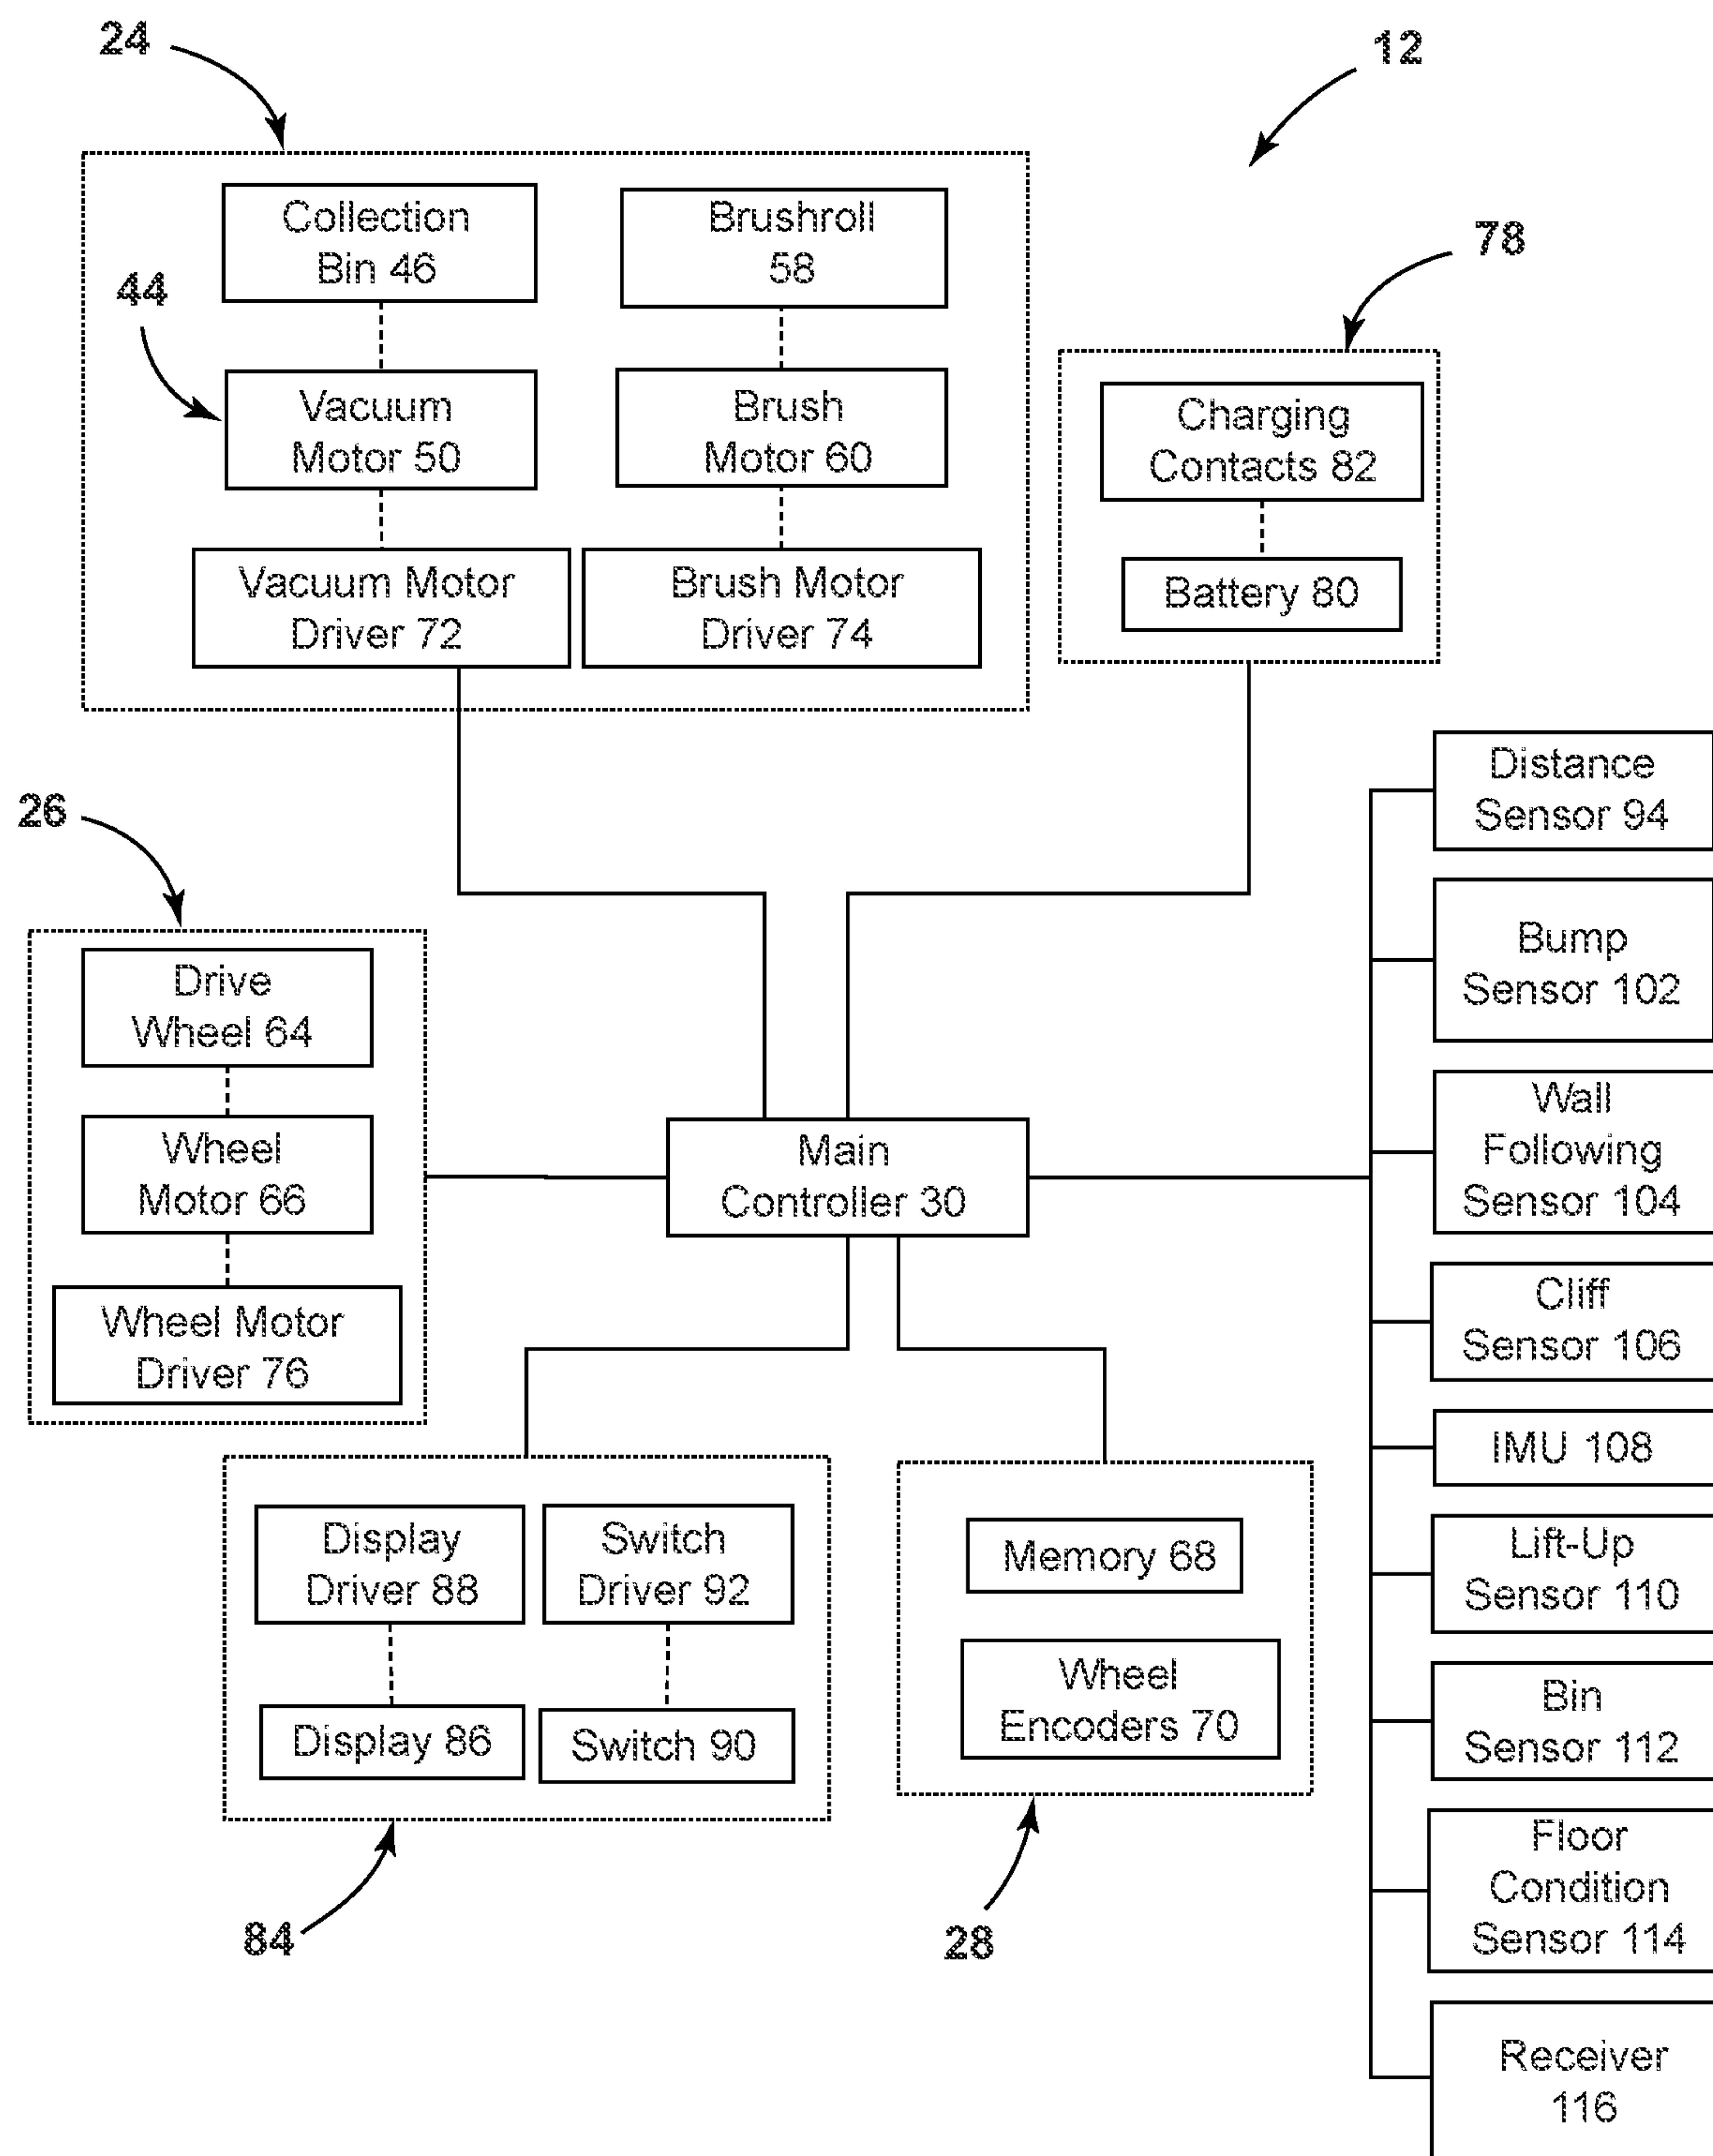 24
12
Collection
Bin 46
Brushroll
58
78
44
Vacuum
Motor 50
Brush
Motor 60
Charging
Contacts 82
Vacuum Motor
Driver 72
Brush Motor
Driver 74
Battery 80
Distance
Sensor 94
26
Bump
Sensor 102
Drive
Wheel 64
Wall
Following
Sensor 104
Wheel
Motor 66
Main
Controller 30
Cliff
Sensor 106
Wheel Motor
Driver 76
IMU 108
Display
Driver 88
Switch
Driver 92
Memory 68
Lift-Up
Sensor 110
Wheel
Encoders 70
Bin
Sensor 112
Display 86
Switch 90
Floor
Condition
Sensor 114
84
28
Receiver
116